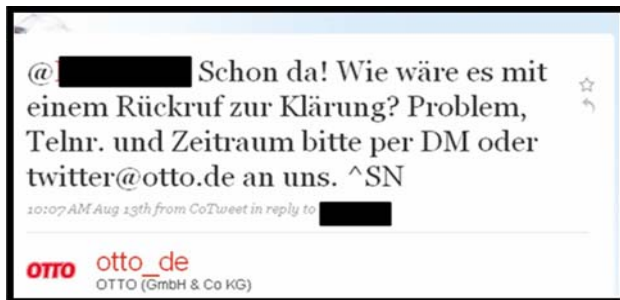 @ Schon da! Wie wäre es mit
einem Rückruf zur Klärung? Problem,
Telnr. und Zeitraum bitte per DM oder
twitter@otto.de an uns. ^SN
10:07 AM Aug 13th from CoTweet in reply to
OTTO otto_de
OTTO (GmbH & Co KG)